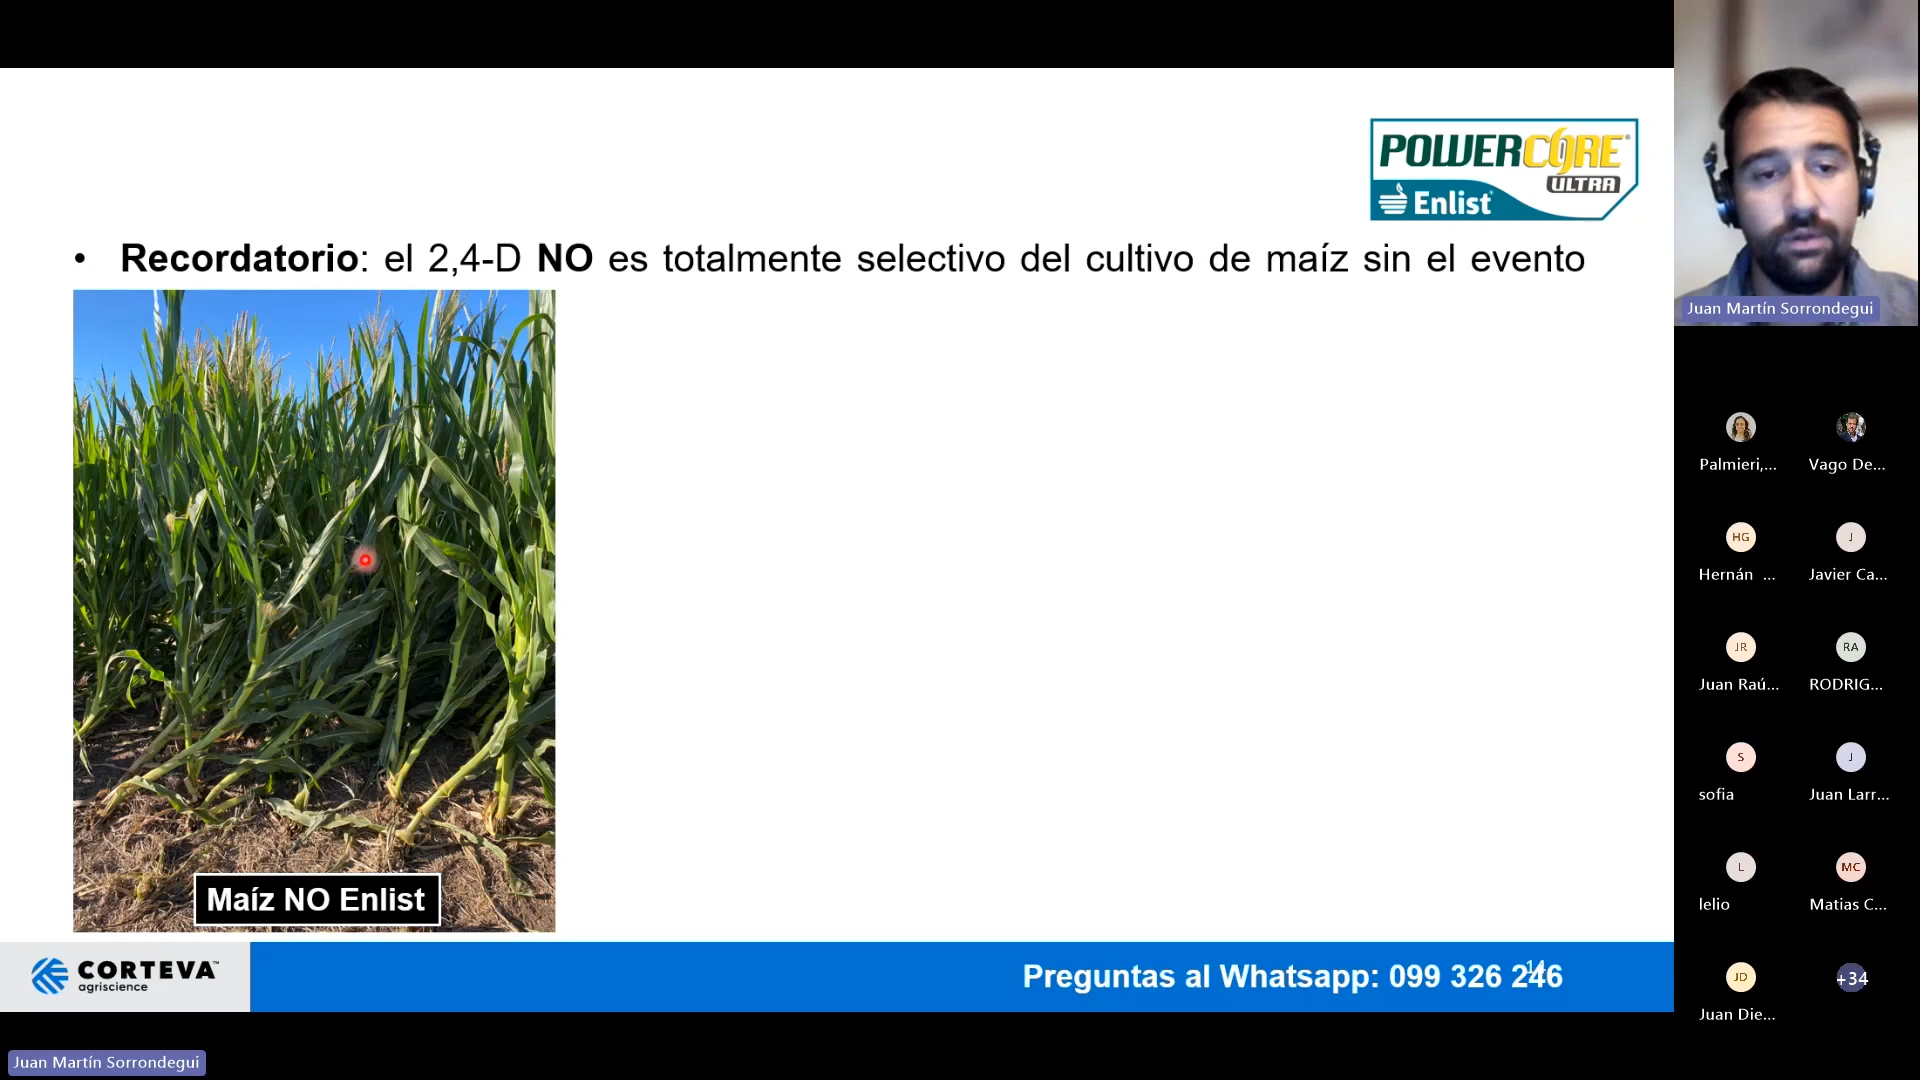 POWERCORE®
ULTRA
Enlist®
• Recordatorio: el 2,4-D NO es totalmente selectivo del cultivo de maíz sin el evento
Maíz NO Enlist
CORTEVA™
agriscience
Preguntas al Whatsapp: 099 326 246
14
Juan Martín Sorrondegui
Juan Martín Sorrondegui
Palmieri,...
Vago De...
HG
J
Hernán ...
Javier Ca...
JR
RA
Juan Raú...
RODRIG...
S
J
sofia
Juan Larr...
L
MC
lelio
Matias C...
JD
+34
Juan Die...